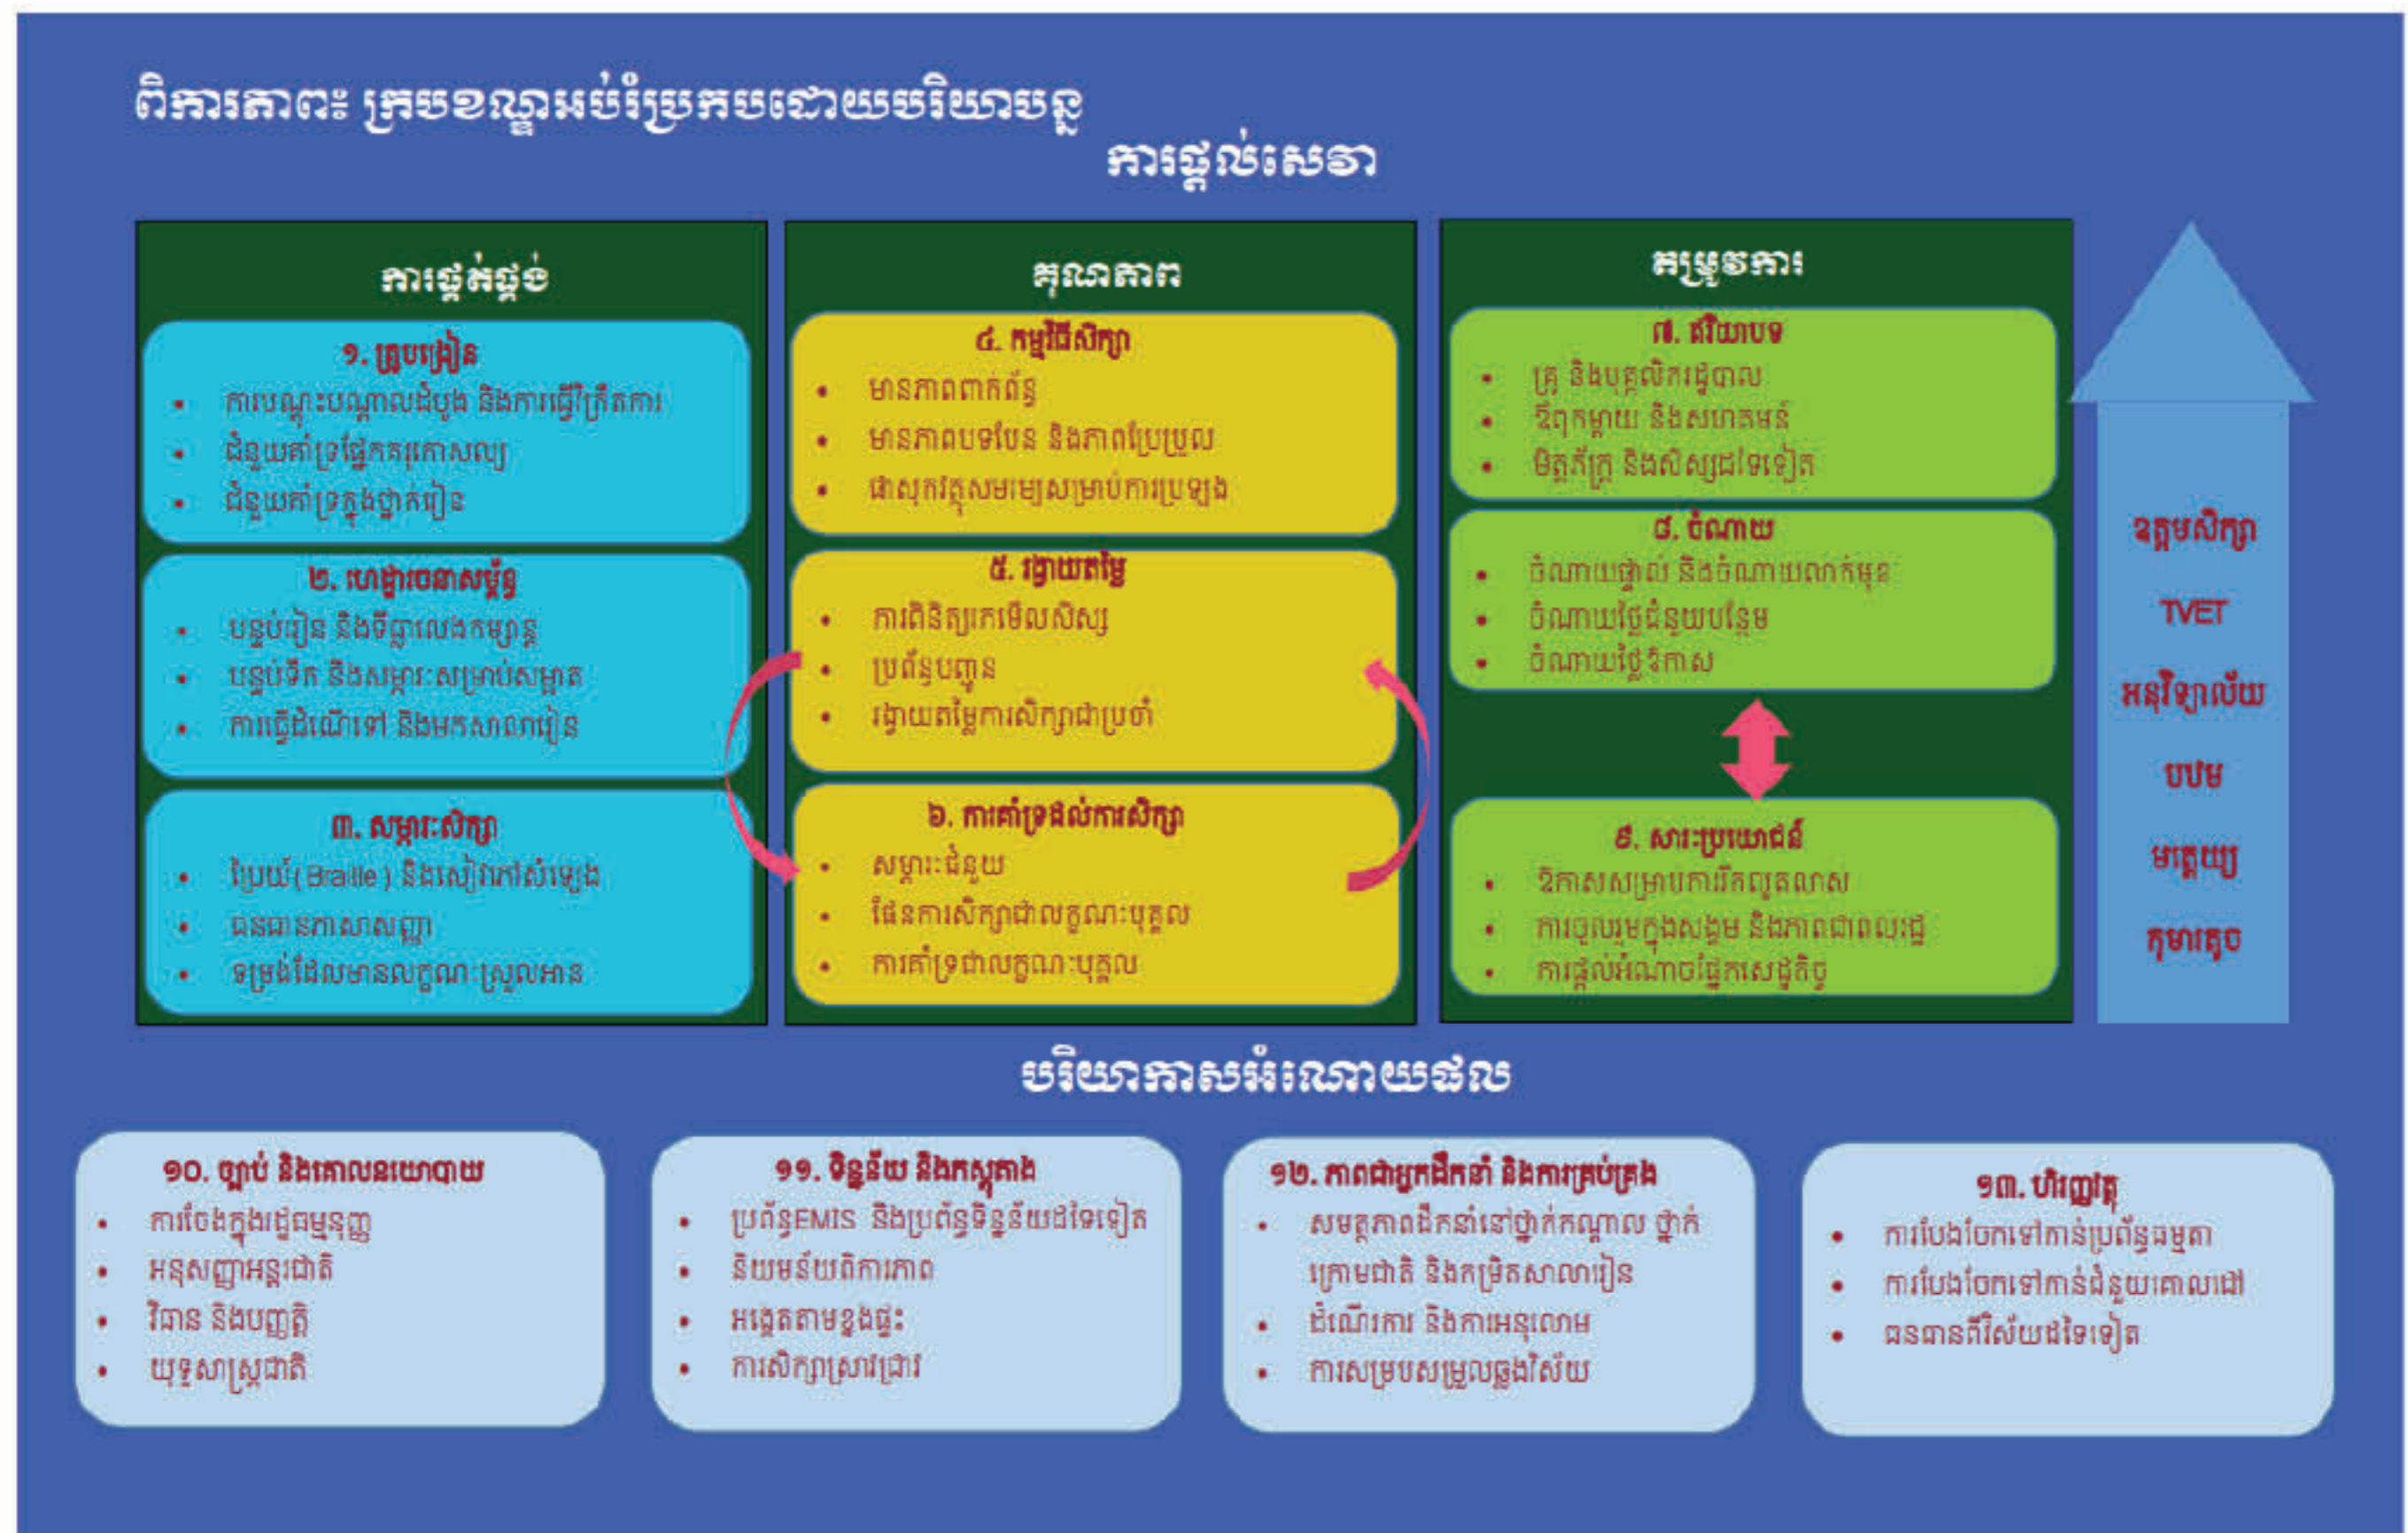 ពិការភាព៖ ក្របខណ្ឌអប់រំប្រកបដោយបរិយាបន្ន
ការផ្តល់សេវា
ការផ្គត់ផ្គង់
១. គ្រូបង្រៀន
• ការបណ្តុះបណ្តាលដំបូង និងការធ្វើវិក្រឹតការ
• ជំនួយគាំទ្រផ្នែកគរុកោសល្យ
• ជំនួយគាំទ្រក្នុងថ្នាក់រៀន
២. ហេដ្ឋារចនាសម្ព័ន្ធ
• បន្ទប់រៀន និងទីធ្លាលេងកម្សាន្ត
• បន្ទប់ទឹក និងសម្ភារៈសម្រាប់សម្អាត
• ការធ្វើដំណើរទៅ និងមកសាលារៀន
៣. សម្ភារៈសិក្សា
• ប្រៃយ៍(Braille) និងសៀវភៅសំឡេង
• ធនធានភាសាសញ្ញា
• ទម្រង់ដែលមានលក្ខណៈស្រួលអាន
គុណភាព
៤. កម្មវិធីសិក្សា
• មានភាពពាក់ព័ន្ធ
• មានភាពបទបែន និងភាពប្រែប្រួល
• ផាសុកវត្ថុសមរម្យសម្រាប់ការប្រឡង
៥. រង្វាយតម្លៃ
• ការពិនិត្យរកមើលសិស្ស
• ប្រព័ន្ធបញ្ជូន
• រង្វាយតម្លៃការសិក្សាជាប្រចាំ
៦. ការគាំទ្រដល់ការសិក្សា
• សម្ភារៈជំនួយ
• ផែនការសិក្សាជាលក្ខណៈបុគ្គល
• ការគាំទ្រជាលក្ខណៈបុគ្គល
តម្រូវការ
៧. ឥរិយាបទ
• គ្រូ និងបុគ្គលិករដ្ឋបាល
• ឪពុកម្តាយ និងសហគមន៍
• មិត្តភ័ក្ត្រ និងសិស្សដទៃទៀត
៨. ចំណាយ
• ចំណាយផ្ទាល់ និងចំណាយលាក់មុខ
• ចំណាយថ្លៃជំនួយបន្ថែម
• ចំណាយថ្លៃឱកាស
៩. សារៈប្រយោជន៍
• ឱកាសសម្រាប់ការរីកលូតលាស់
• ការចូលរួមក្នុងសង្គម និងភាពជាពលរដ្ឋ
• ការផ្តល់អំណាចផ្នែកសេដ្ឋកិច្ច
ឧត្តមសិក្សា
TVET
អនុវិទ្យាល័យ
បឋម
មត្តេយ្យ
កុមារតូច
បរិយាកាសអំណោយផល
១០. ច្បាប់ និងគោលនយោបាយ
• ការចែងក្នុងរដ្ឋធម្មនុញ្ញ
• អនុសញ្ញាអន្តរជាតិ
• វិធាន និងបញ្ញត្តិ
• យុទ្ធសាស្ត្រជាតិ
១១. ទិន្នន័យ និងភស្តុតាង
• ប្រព័ន្ធEMIS និងប្រព័ន្ធទិន្នន័យដទៃទៀត
• និយមន័យពិការភាព
• អង្កេតតាមខ្នងផ្ទះ
• ការសិក្សាស្រាវជ្រាវ
១២. ភាពជាអ្នកដឹកនាំ និងការគ្រប់គ្រង
• សមត្ថភាពដឹកនាំនៅថ្នាក់កណ្តាល ថ្នាក់
ក្រោមជាតិ និងកម្រិតសាលារៀន
• ដំណើរការ និងការអនុលោម
• ការសម្របសម្រួលឆ្លងវិស័យ
១៣. ហិរញ្ញវត្ថុ
• ការបែងចែកទៅកាន់ប្រព័ន្ធធម្មតា
• ការបែងចែកទៅកាន់ជំនួយគោលដៅ
• ធនធានពីវិស័យដទៃទៀត